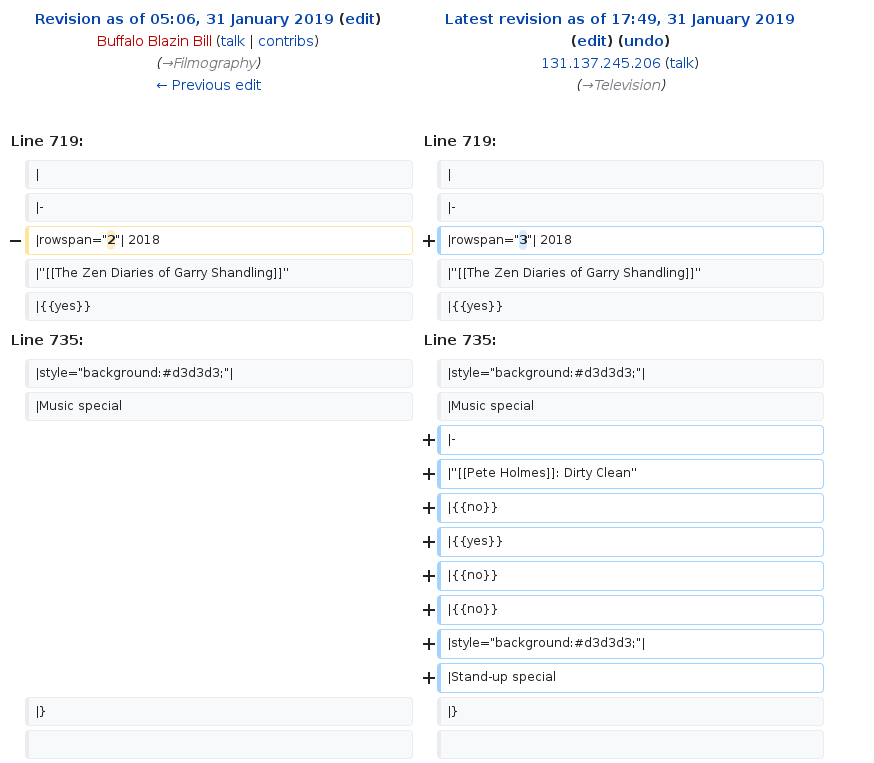 Revision as of 05:06, 31 January 2019 (edit)
Buffalo Blazin Bill (talk | contribs)
(→Filmography)
← Previous edit
Latest revision as of 17:49, 31 January 2019
(edit) (undo)
131.137.245.206 (talk)
(→Television)
Line 719:
Line 719:
|
|
|-
|-
− |rowspan="2"| 2018
+ |rowspan="3"| 2018
|''[[The Zen Diaries of Garry Shandling]]''
|''[[The Zen Diaries of Garry Shandling]]''
|{{yes}}
|{{yes}}
Line 735:
Line 735:
|style="background:#d3d3d3;"|
|style="background:#d3d3d3;"|
|Music special
|Music special
+ |-
+ |''[[Pete Holmes]]: Dirty Clean''
+ |{{no}}
+ |{{yes}}
+ |{{no}}
+ |{{no}}
+ |style="background:#d3d3d3;"|
+ |Stand-up special
|}
|}